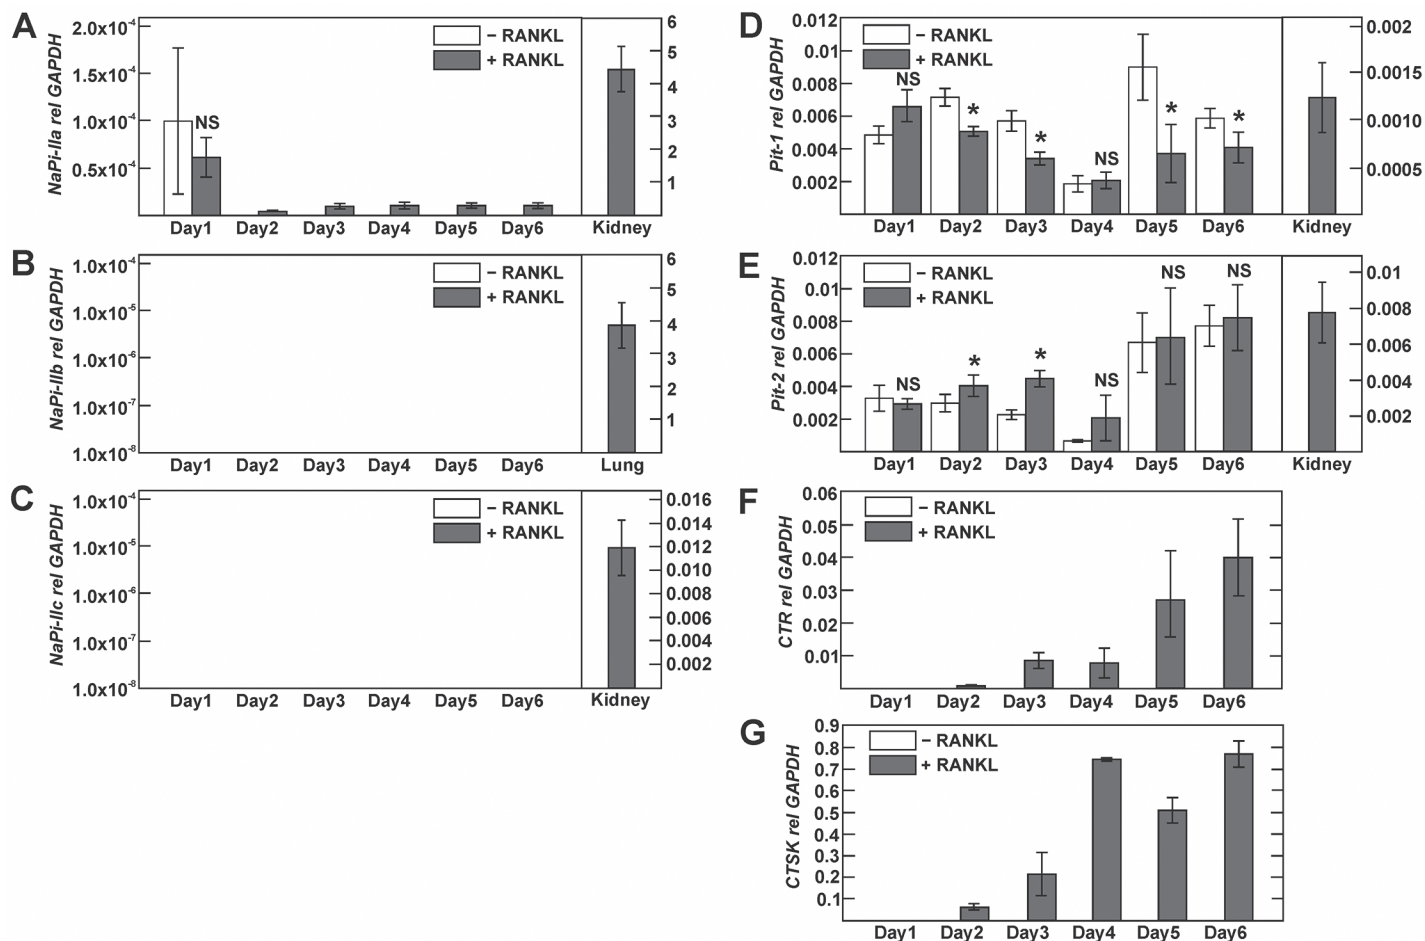 A
NaPi-IIa rel GAPDH
2.0x10⁻⁴
1.5x10⁻⁴
1.0x10⁻⁴
0.5x10⁻⁴
– RANKL
+ RANKL
NS
6
5
4
3
2
1
Day1 Day2 Day3 Day4 Day5 Day6 Kidney
B
NaPi-IIb rel GAPDH
1.0x10⁻⁴
1.0x10⁻⁵
1.0x10⁻⁶
1.0x10⁻⁷
1.0x10⁻⁸
– RANKL
+ RANKL
6
5
4
3
2
1
Day1 Day2 Day3 Day4 Day5 Day6 Lung
C
NaPi-IIc rel GAPDH
1.0x10⁻⁴
1.0x10⁻⁵
1.0x10⁻⁶
1.0x10⁻⁷
1.0x10⁻⁸
– RANKL
+ RANKL
0.016
0.014
0.012
0.010
0.008
0.006
0.004
0.002
Day1 Day2 Day3 Day4 Day5 Day6 Kidney
D
Pit-1 rel GAPDH
0.012
0.01
0.008
0.006
0.004
0.002
– RANKL
+ RANKL
NS * * NS * *
0.002
0.0015
0.0010
0.0005
Day1 Day2 Day3 Day4 Day5 Day6 Kidney
E
Pit-2 rel GAPDH
0.012
0.01
0.008
0.006
0.004
0.002
– RANKL
+ RANKL
NS * * NS NS NS
0.01
0.008
0.006
0.004
0.002
Day1 Day2 Day3 Day4 Day5 Day6 Kidney
F
CTR rel GAPDH
0.06
0.05
0.04
0.03
0.02
0.01
– RANKL
+ RANKL
Day1 Day2 Day3 Day4 Day5 Day6
G
CTSK rel GAPDH
0.9
0.8
0.7
0.6
0.5
0.4
0.3
0.2
0.1
– RANKL
+ RANKL
Day1 Day2 Day3 Day4 Day5 Day6